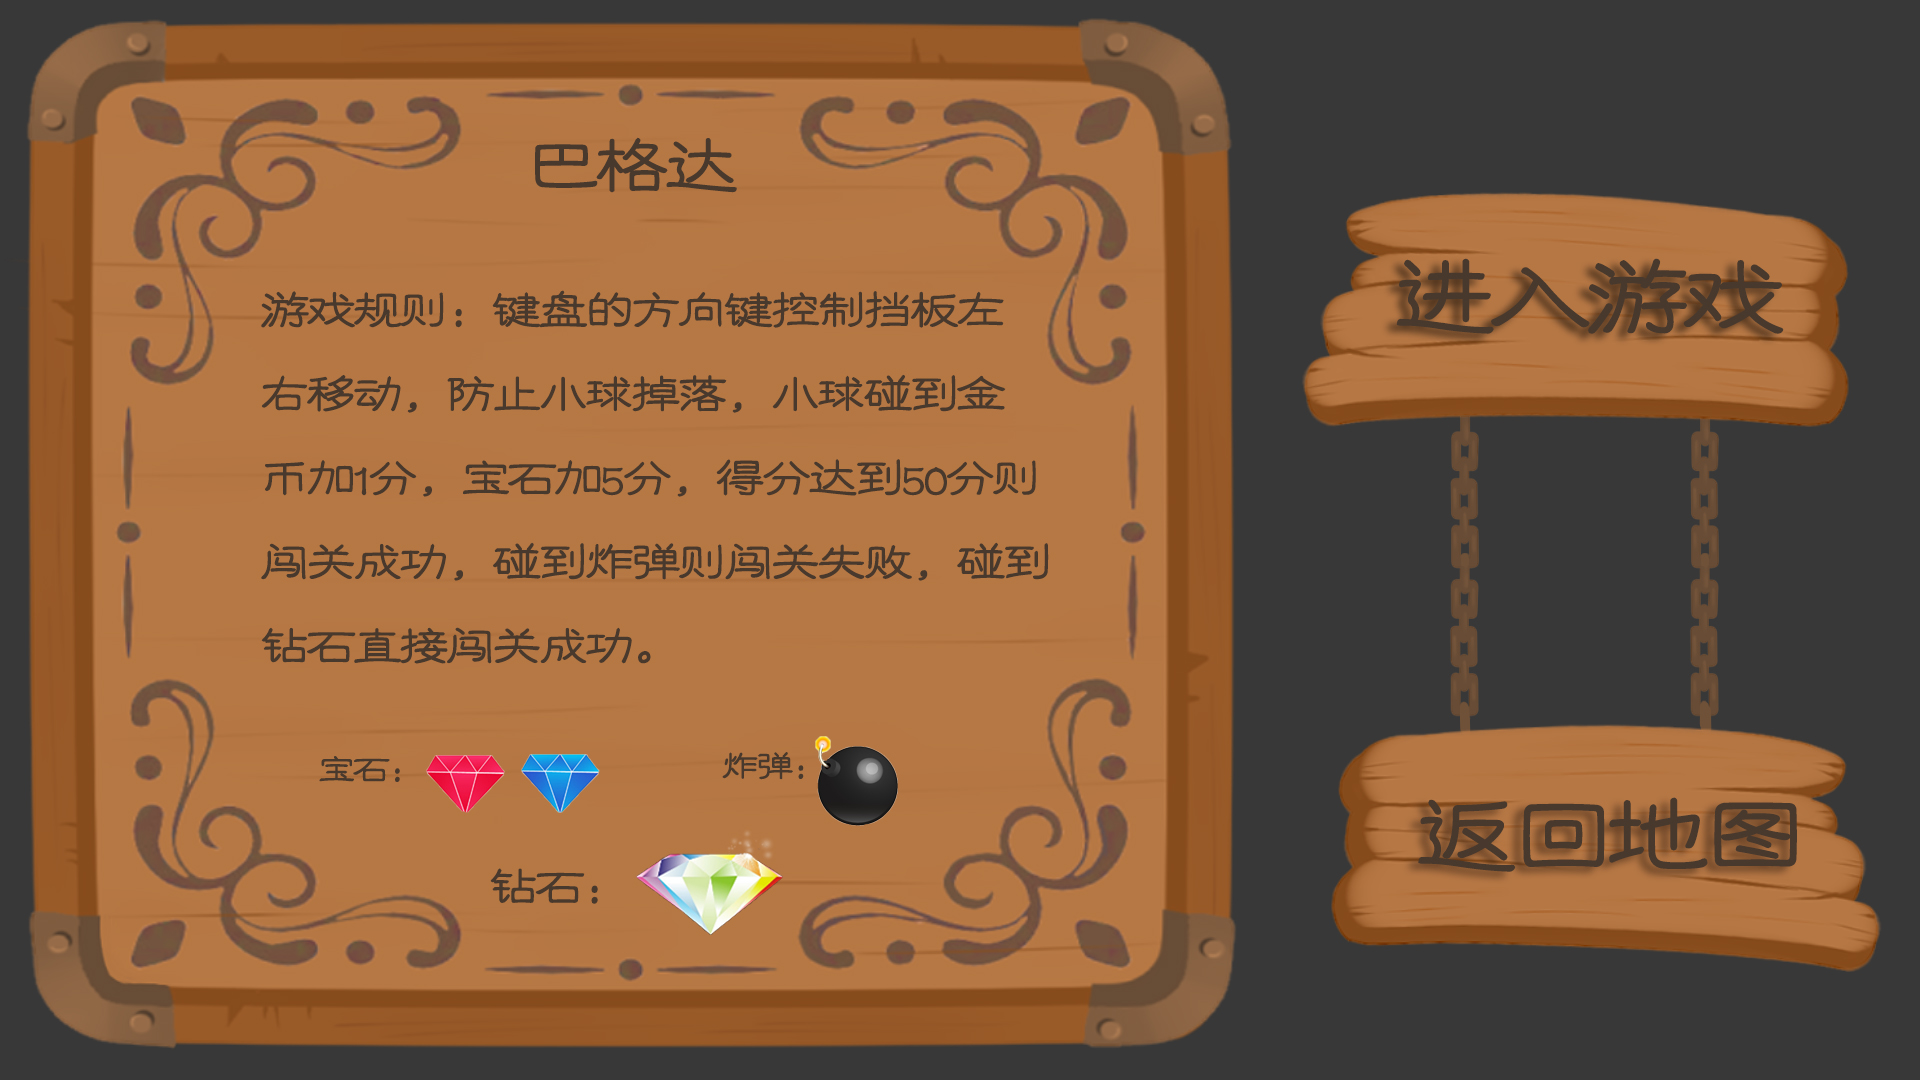 巴格达
游戏规则：键盘的方向键控制挡板左
右移动，防止小球掉落，小球碰到金
币加1分，宝石加5分，得分达到50分则
闯关成功，碰到炸弹则闯关失败，碰到
钻石直接闯关成功。
宝石：
炸弹：
钻石：
进入游戏
返回地图